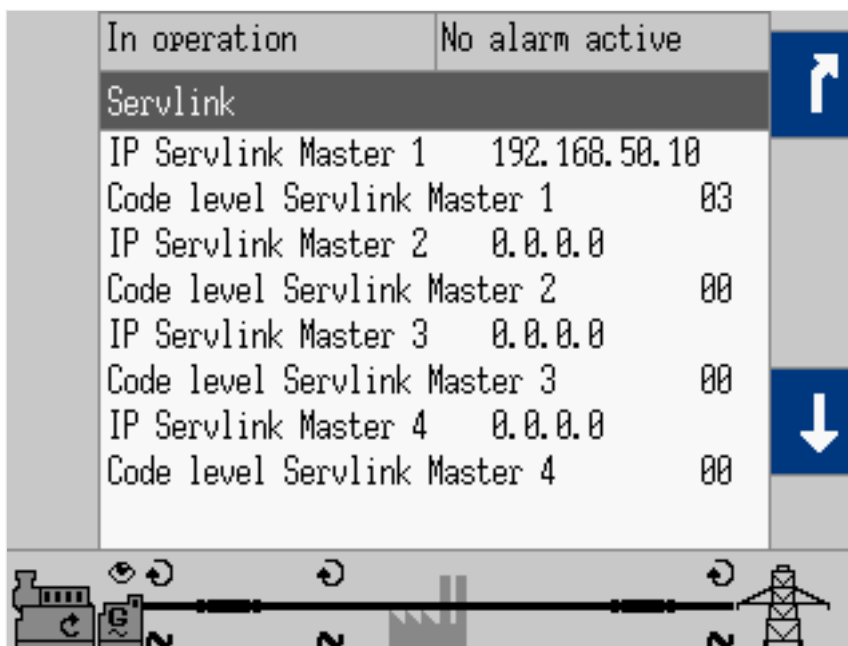 In operation No alarm active
Servlink
IP Servlink Master 1 192.168.50.10
Code level Servlink Master 1 03
IP Servlink Master 2 0.0.0.0
Code level Servlink Master 2 00
IP Servlink Master 3 0.0.0.0
Code level Servlink Master 3 00
IP Servlink Master 4 0.0.0.0
Code level Servlink Master 4 00
G